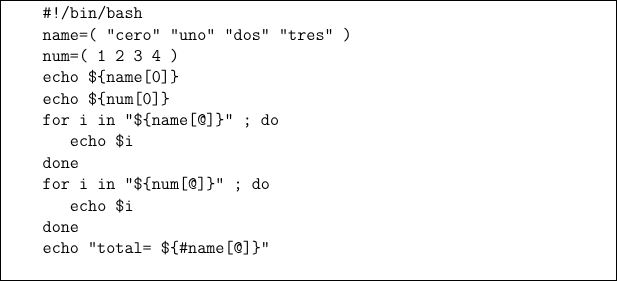 #!/bin/bash
name=( "cero" "uno" "dos" "tres" )
num=( 1 2 3 4 )
echo ${name[0]}
echo ${num[0]}
for i in "${name[@]}" ; do
   echo $i
done
for i in "${num[@]}" ; do
   echo $i
done
echo "total= ${#name[@]}"